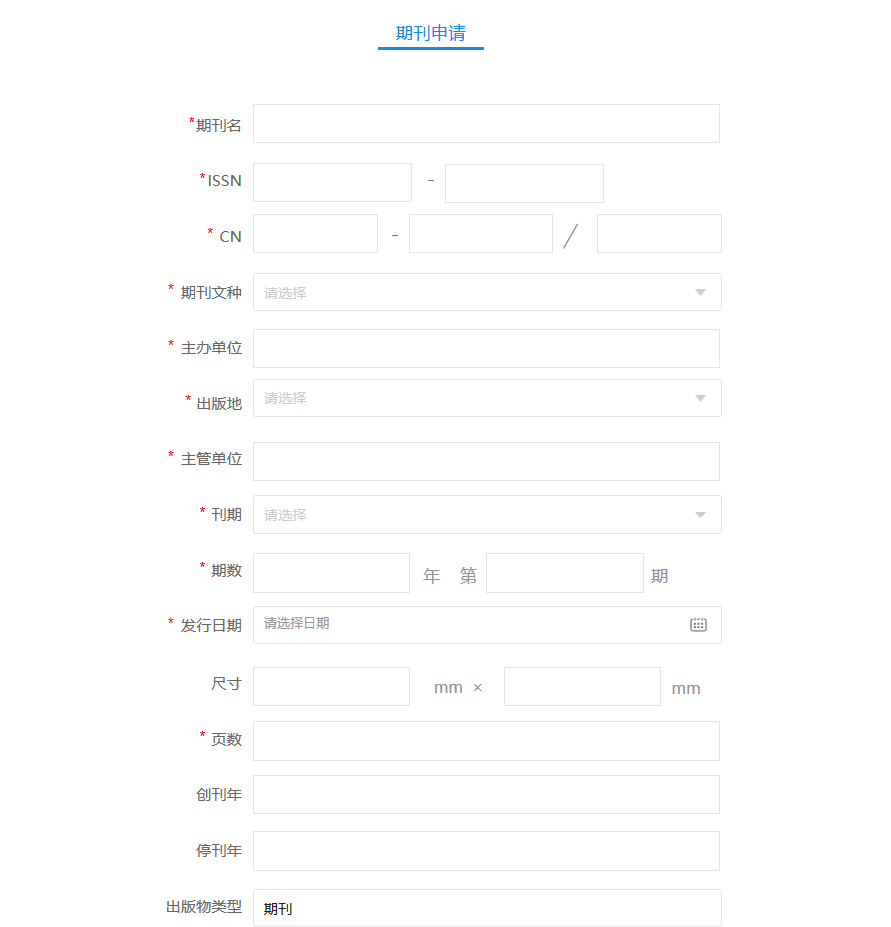 期刊申请
*期刊名
*ISSN -
* CN - /
* 期刊文种 请选择
* 主办单位
* 出版地 请选择
* 主管单位
* 刊期 请选择
* 期数 年 第 期
* 发行日期 请选择日期
尺寸 mm × mm
* 页数
创刊年
停刊年
出版物类型 期刊